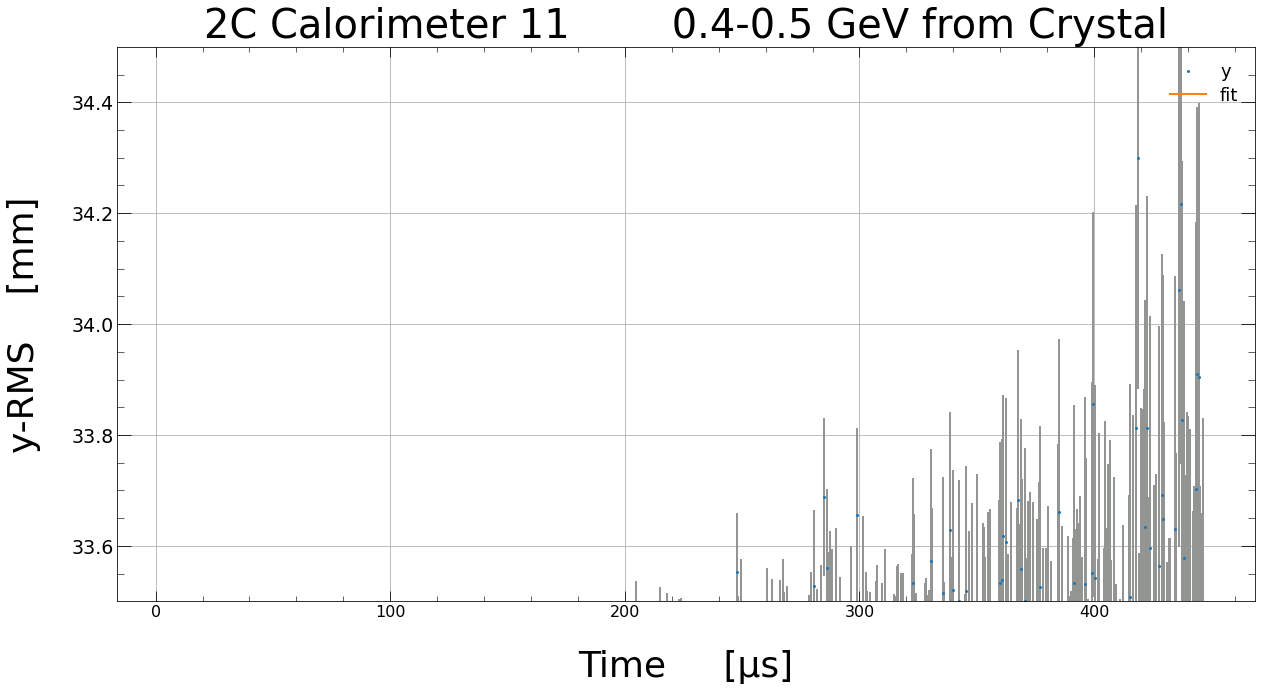 2C Calorimeter 11 0.4-0.5 GeV from Crystal
y
fit
34.4
34.2
34.0
33.8
33.6
y-RMS [mm]
0 100 200 300 400
Time [µs]